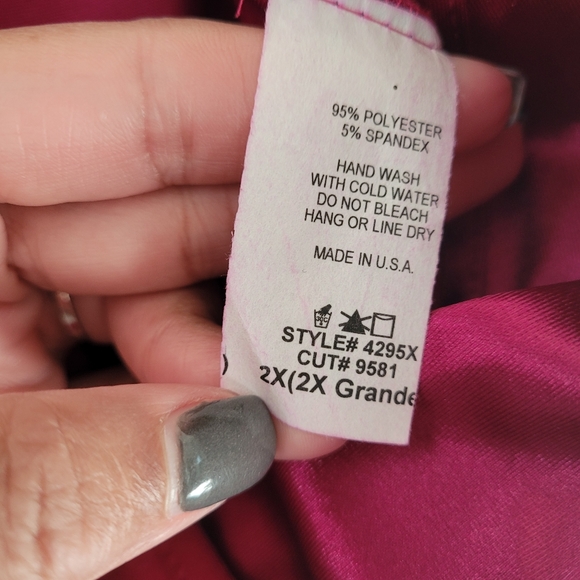 95% POLYESTER
5% SPANDEX
HAND WASH
WITH COLD WATER
DO NOT BLEACH
HANG OR LINE DRY
MADE IN U.S.A.
STYLE# 4295X
CUT# 9581
2X(2X Grande